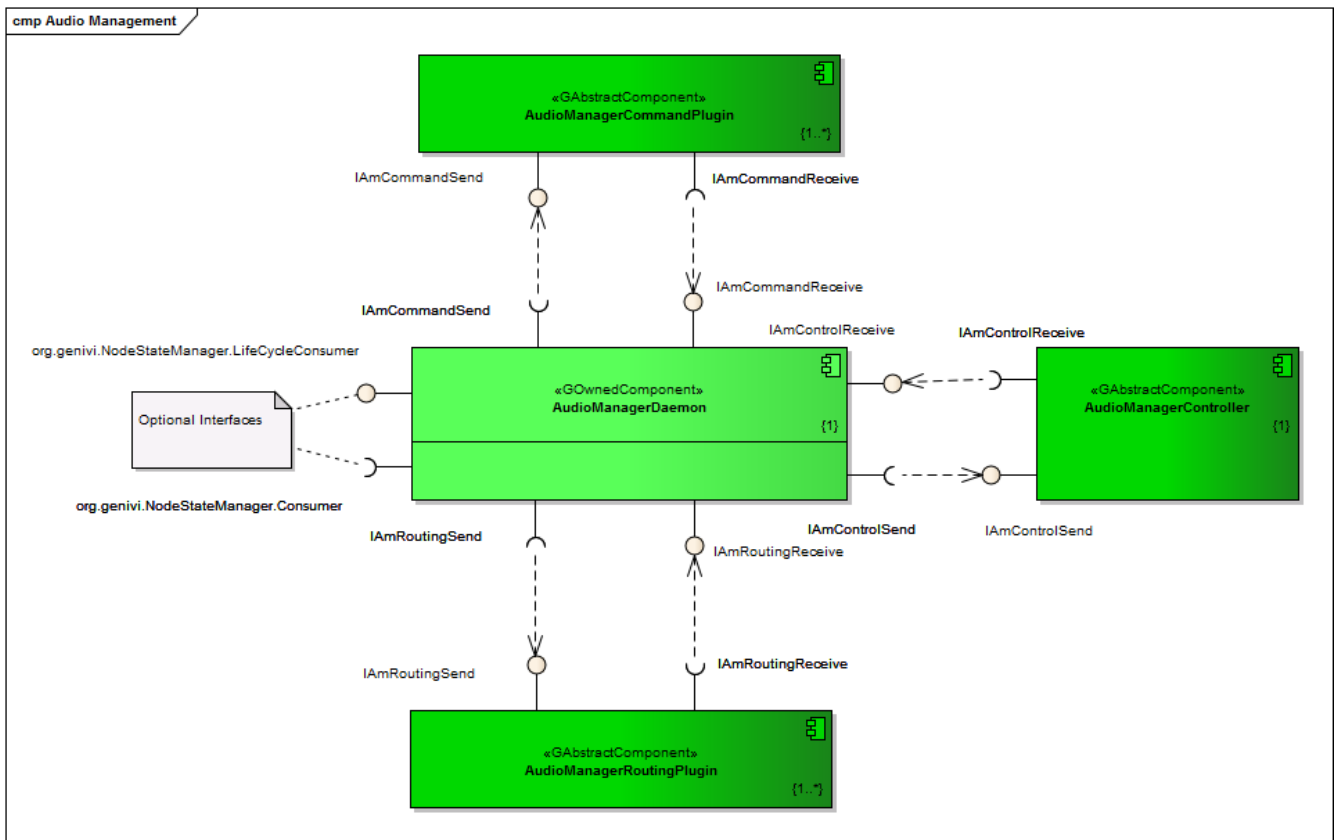 cmp Audio Management
«GAbstractComponent»
AudioManagerCommandPlugin
{1..*}
IAmCommandSend
IAmCommandReceive
IAmCommandSend
IAmCommandReceive
org.genivi.NodeStateManager.LifeCycleConsumer
IAmControlReceive
IAmControlReceive
Optional Interfaces
«GOwnedComponent»
AudioManagerDaemon
{1}
«GAbstractComponent»
AudioManagerController
{1}
org.genivi.NodeStateManager.Consumer
IAmRoutingSend
IAmControlSend
IAmControlSend
IAmRoutingReceive
IAmRoutingSend
IAmRoutingReceive
«GAbstractComponent»
AudioManagerRoutingPlugin
{1..*}